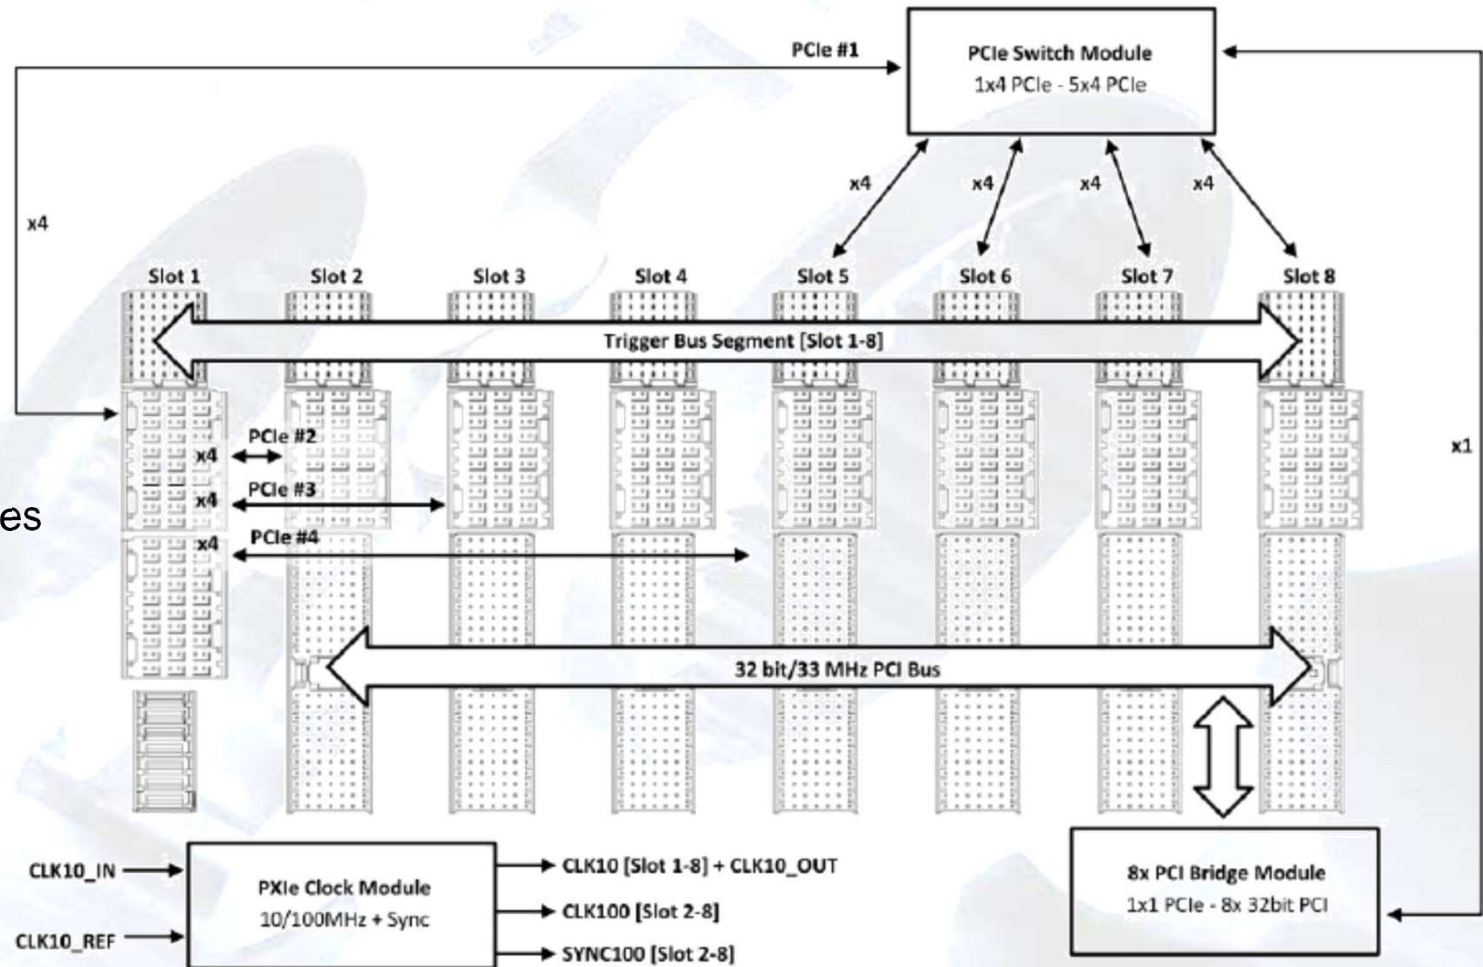 PCIe #1
PCIe Switch Module
1x4 PCIe - 5x4 PCIe
x4
x4
x4
x4
x4
Slot 1
Slot 2
Slot 3
Slot 4
Slot 5
Slot 6
Slot 7
Slot 8
Trigger Bus Segment [Slot 1-8]
PCIe #2
x4
x1
PCIe #3
x4
es
PCIe #4
x4
32 bit/33 MHz PCI Bus
CLK10_IN
CLK10_REF
PXIe Clock Module
10/100MHz + Sync
CLK10 [Slot 1-8] + CLK10_OUT
CLK100 [Slot 2-8]
SYNC100 [Slot 2-8]
8x PCI Bridge Module
1x1 PCIe - 8x 32bit PCI